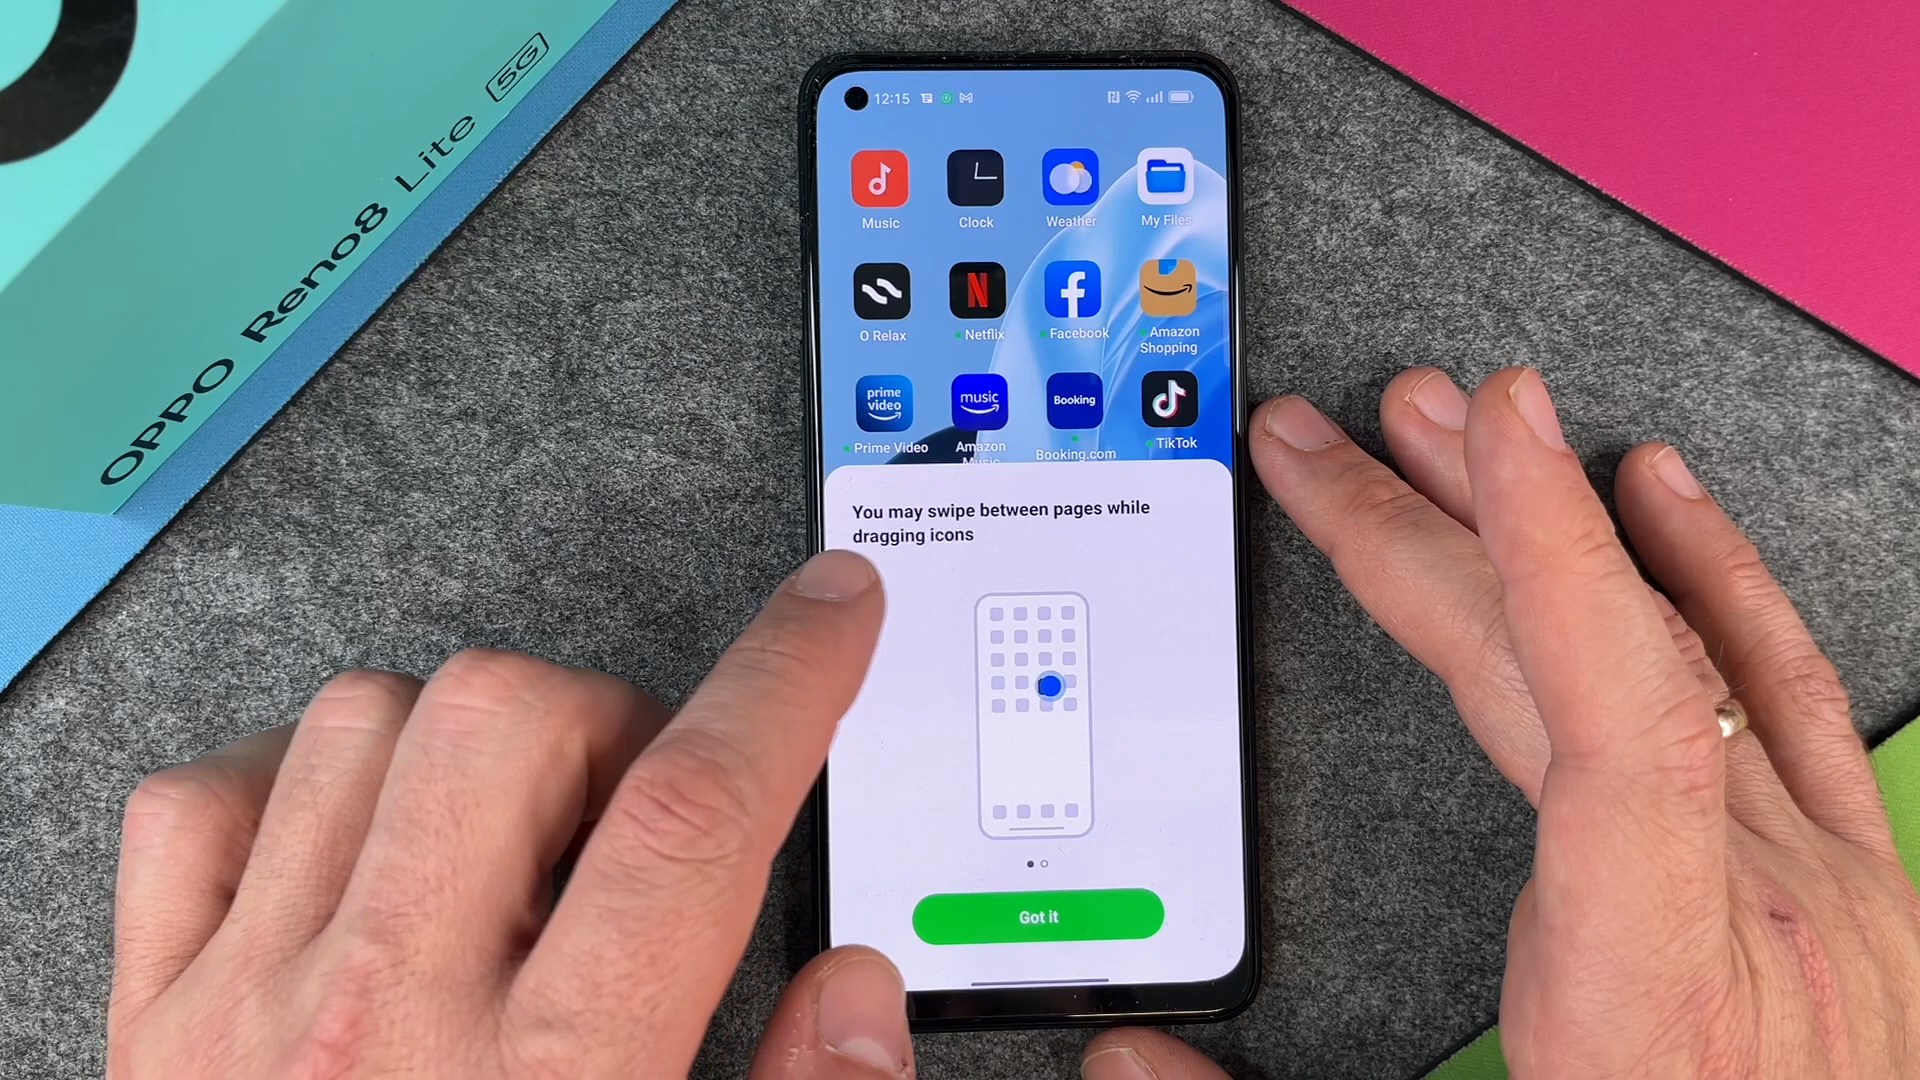 OPPO Reno8 Lite 5G
12:15
Music Clock Weather My Files
O Relax Netflix Facebook Amazon
Shopping
prime
video
music
Booking
Prime Video Amazon Booking.com TikTok
Music
You may swipe between pages while
dragging icons
Got it